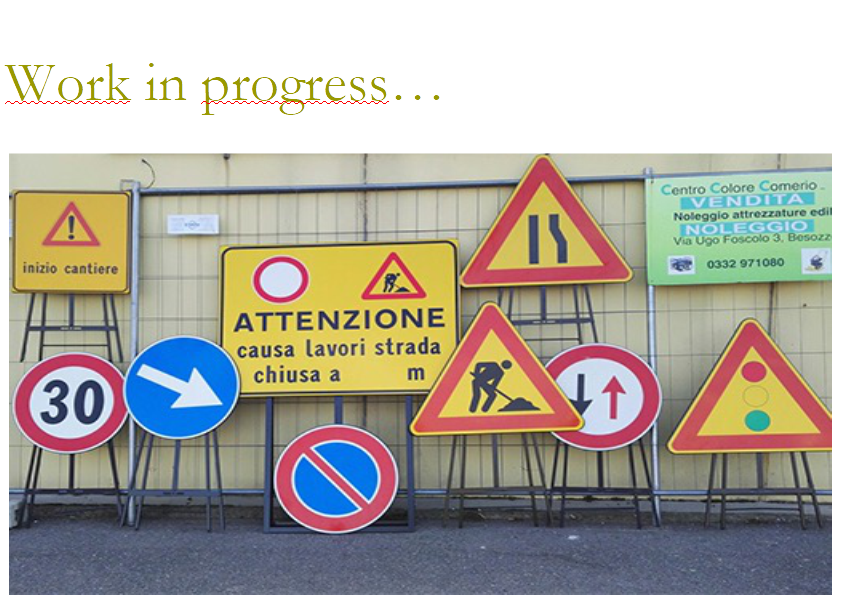 Work in progress…
inizio cantiere
ATTENZIONE
causa lavori strada
chiusa a m
30
Centro Colore Comerio
VENDITA
Noleggio attrezzature edil
NOLEGGIO
Via Ugo Foscolo 3, Besozzo
0332 971080